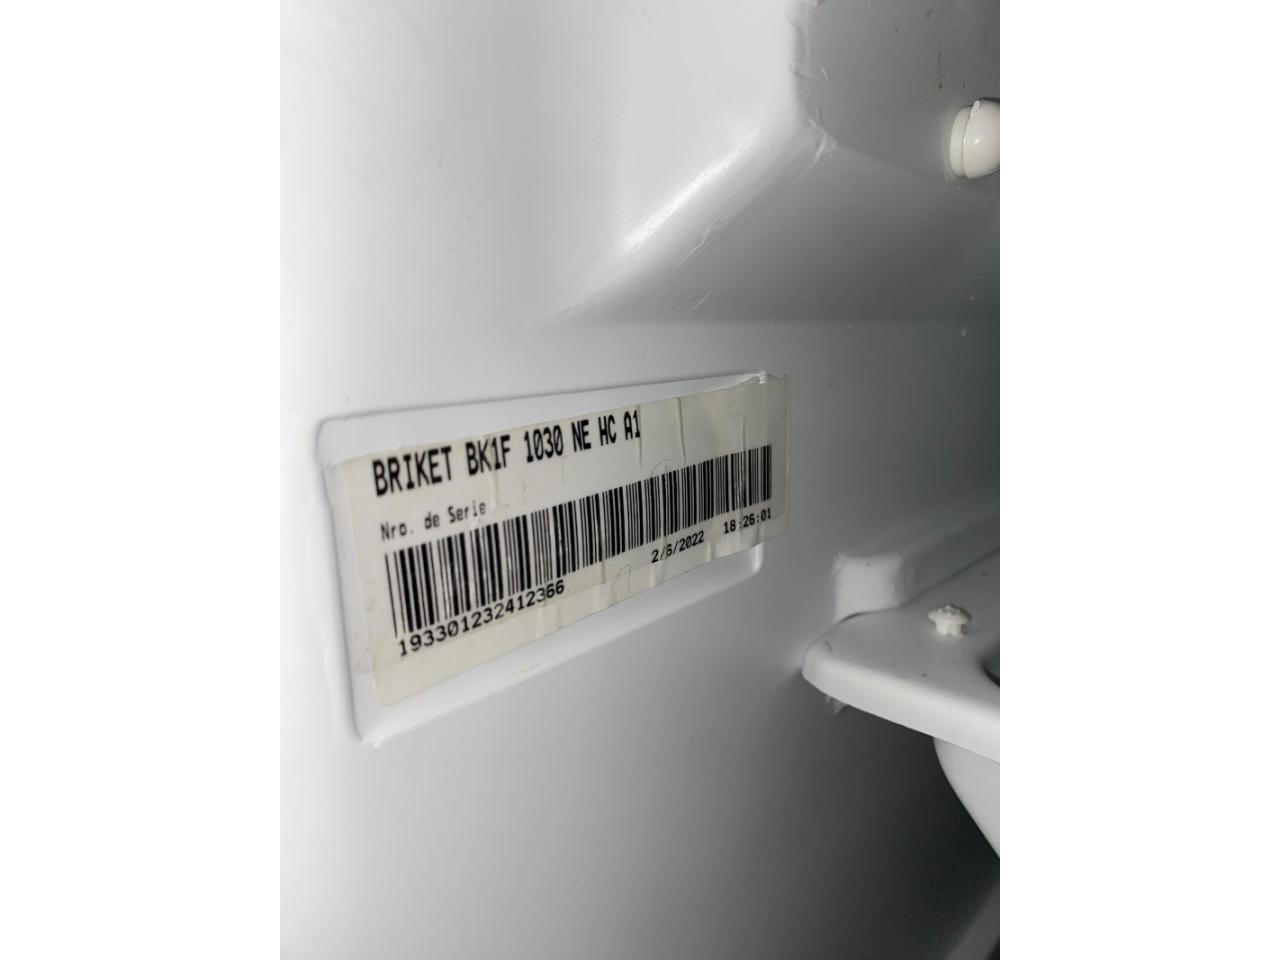 BRIKET BK1F 1030 NE HC A1
Nro. de Serie
193301232412366
2/6/2022 18:26:01